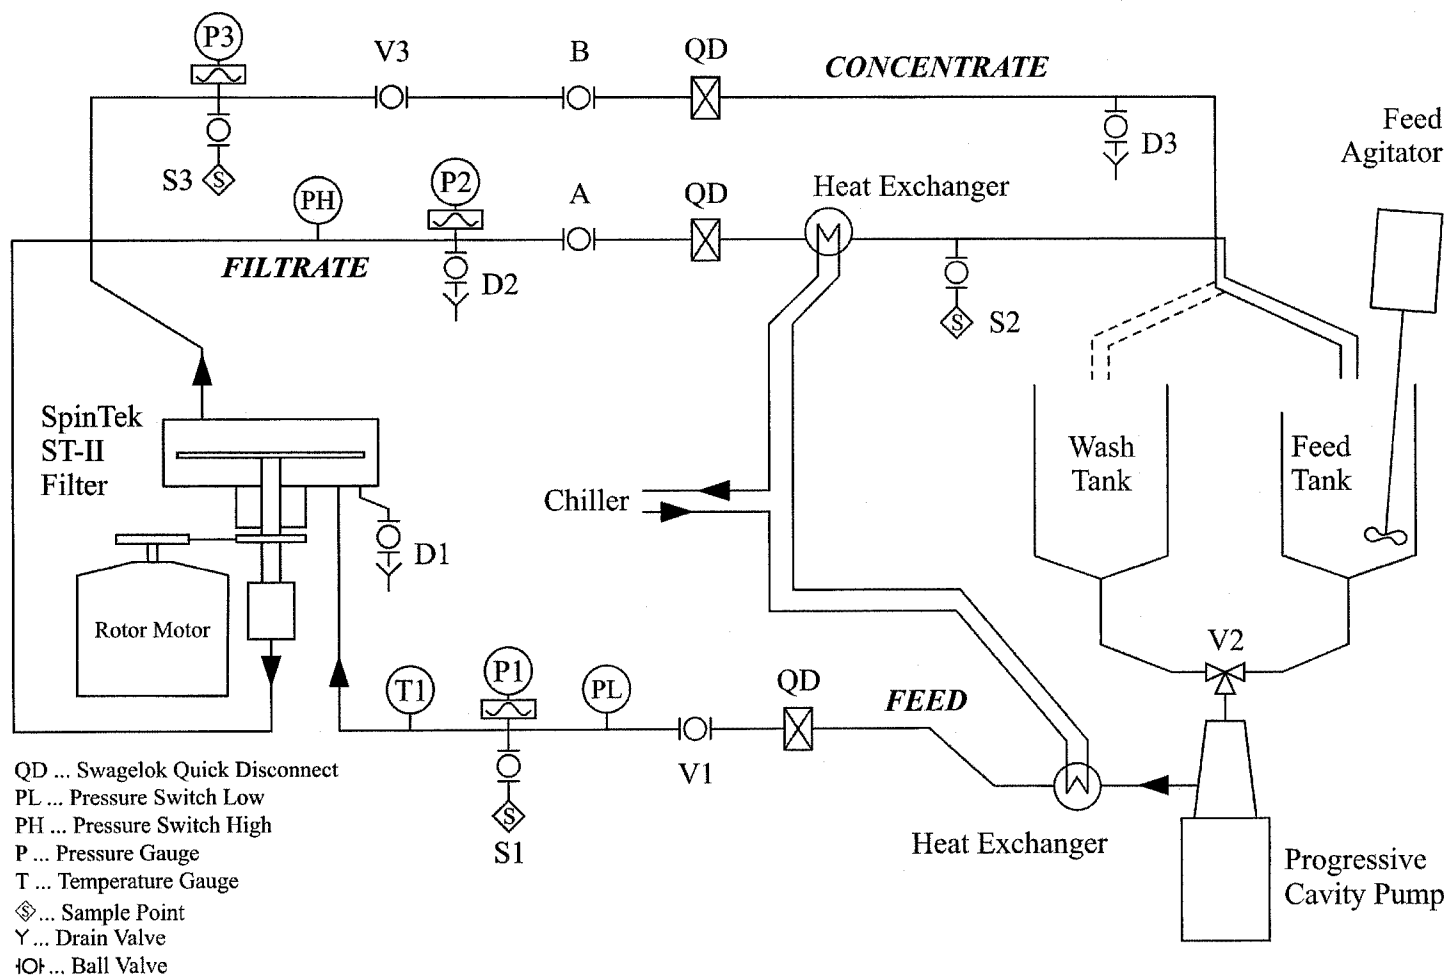 P3
V3
B
QD
CONCENTRATE
Feed
Agitator
D3
S3
S
PH
P2
A
QD
Heat Exchanger
FILTRATE
D2
S
S2
SpinTek
ST-II
Filter
Wash
Tank
Feed
Tank
Chiller
D1
Rotor Motor
V2
T1
P1
PL
QD
FEED
V1
S
S1
Heat Exchanger
Progressive
Cavity Pump
QD ... Swagelok Quick Disconnect
PL ... Pressure Switch Low
PH ... Pressure Switch High
P ... Pressure Gauge
T ... Temperature Gauge
S ... Sample Point
... Drain Valve
... Ball Valve